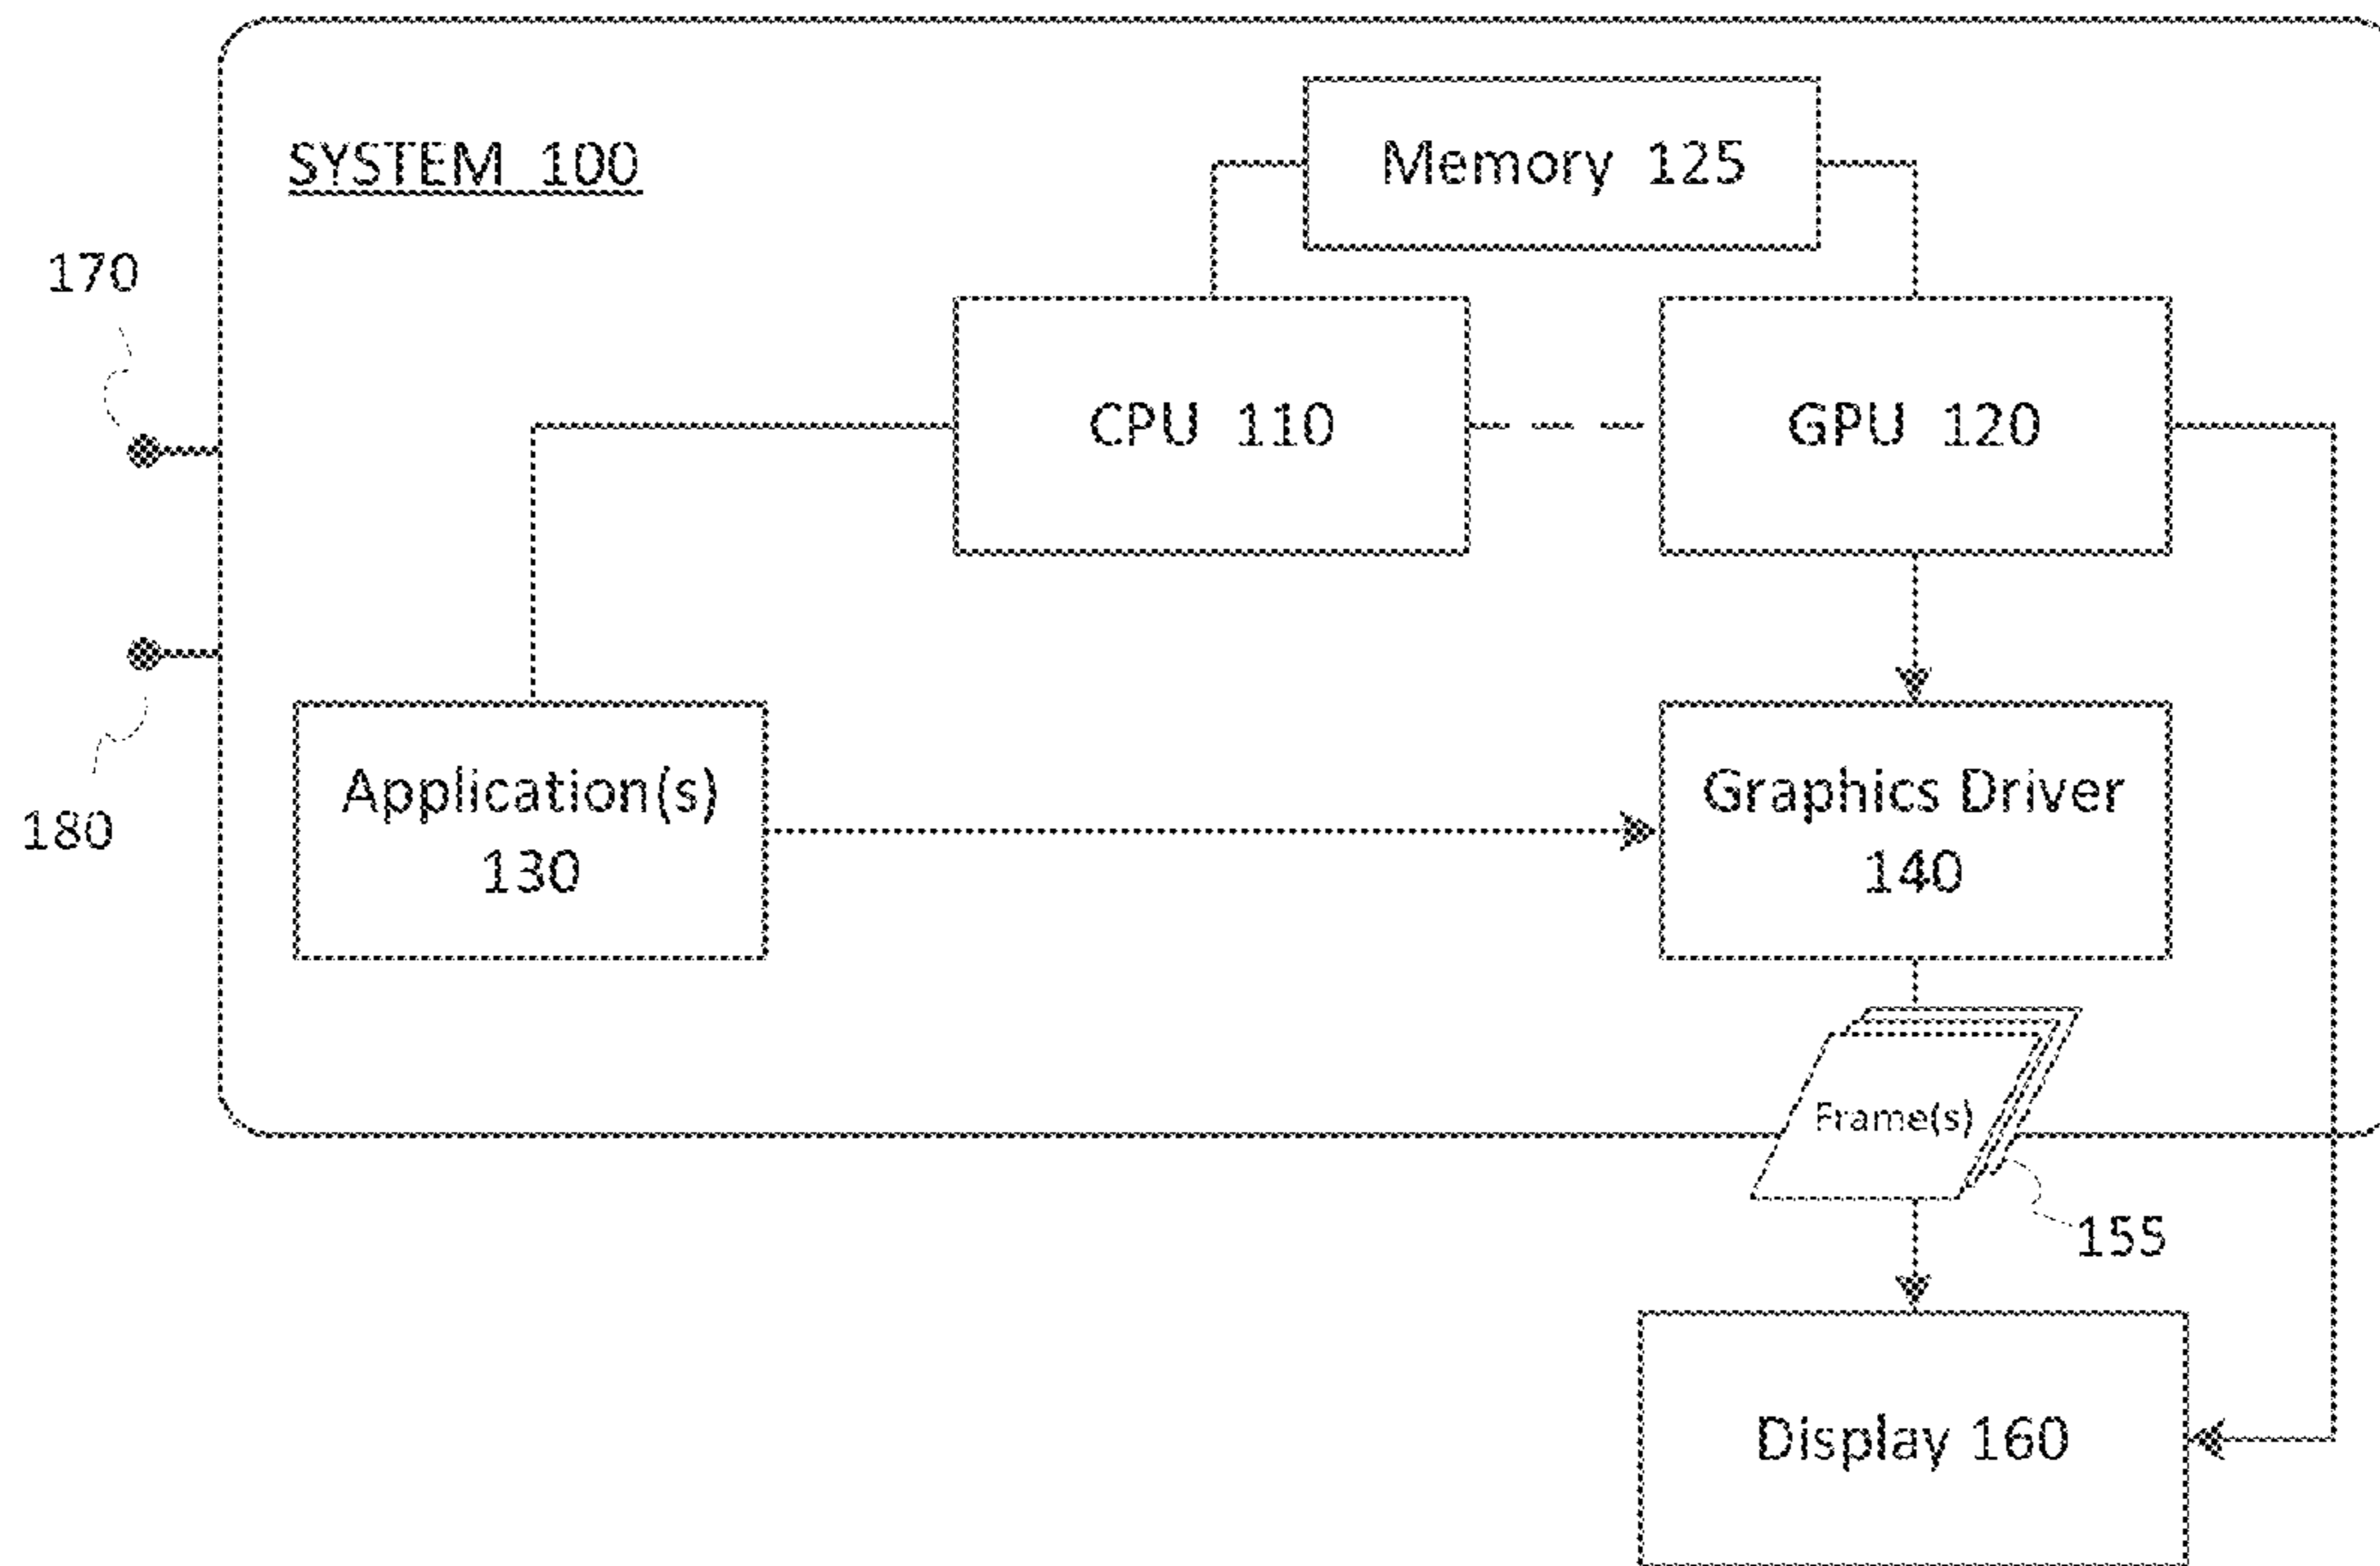 SYSTEM 100
Memory 125
170
CPU 110
GPU 120
180
Application(s)
130
Graphics Driver
140
Frame(s)
155
Display 160